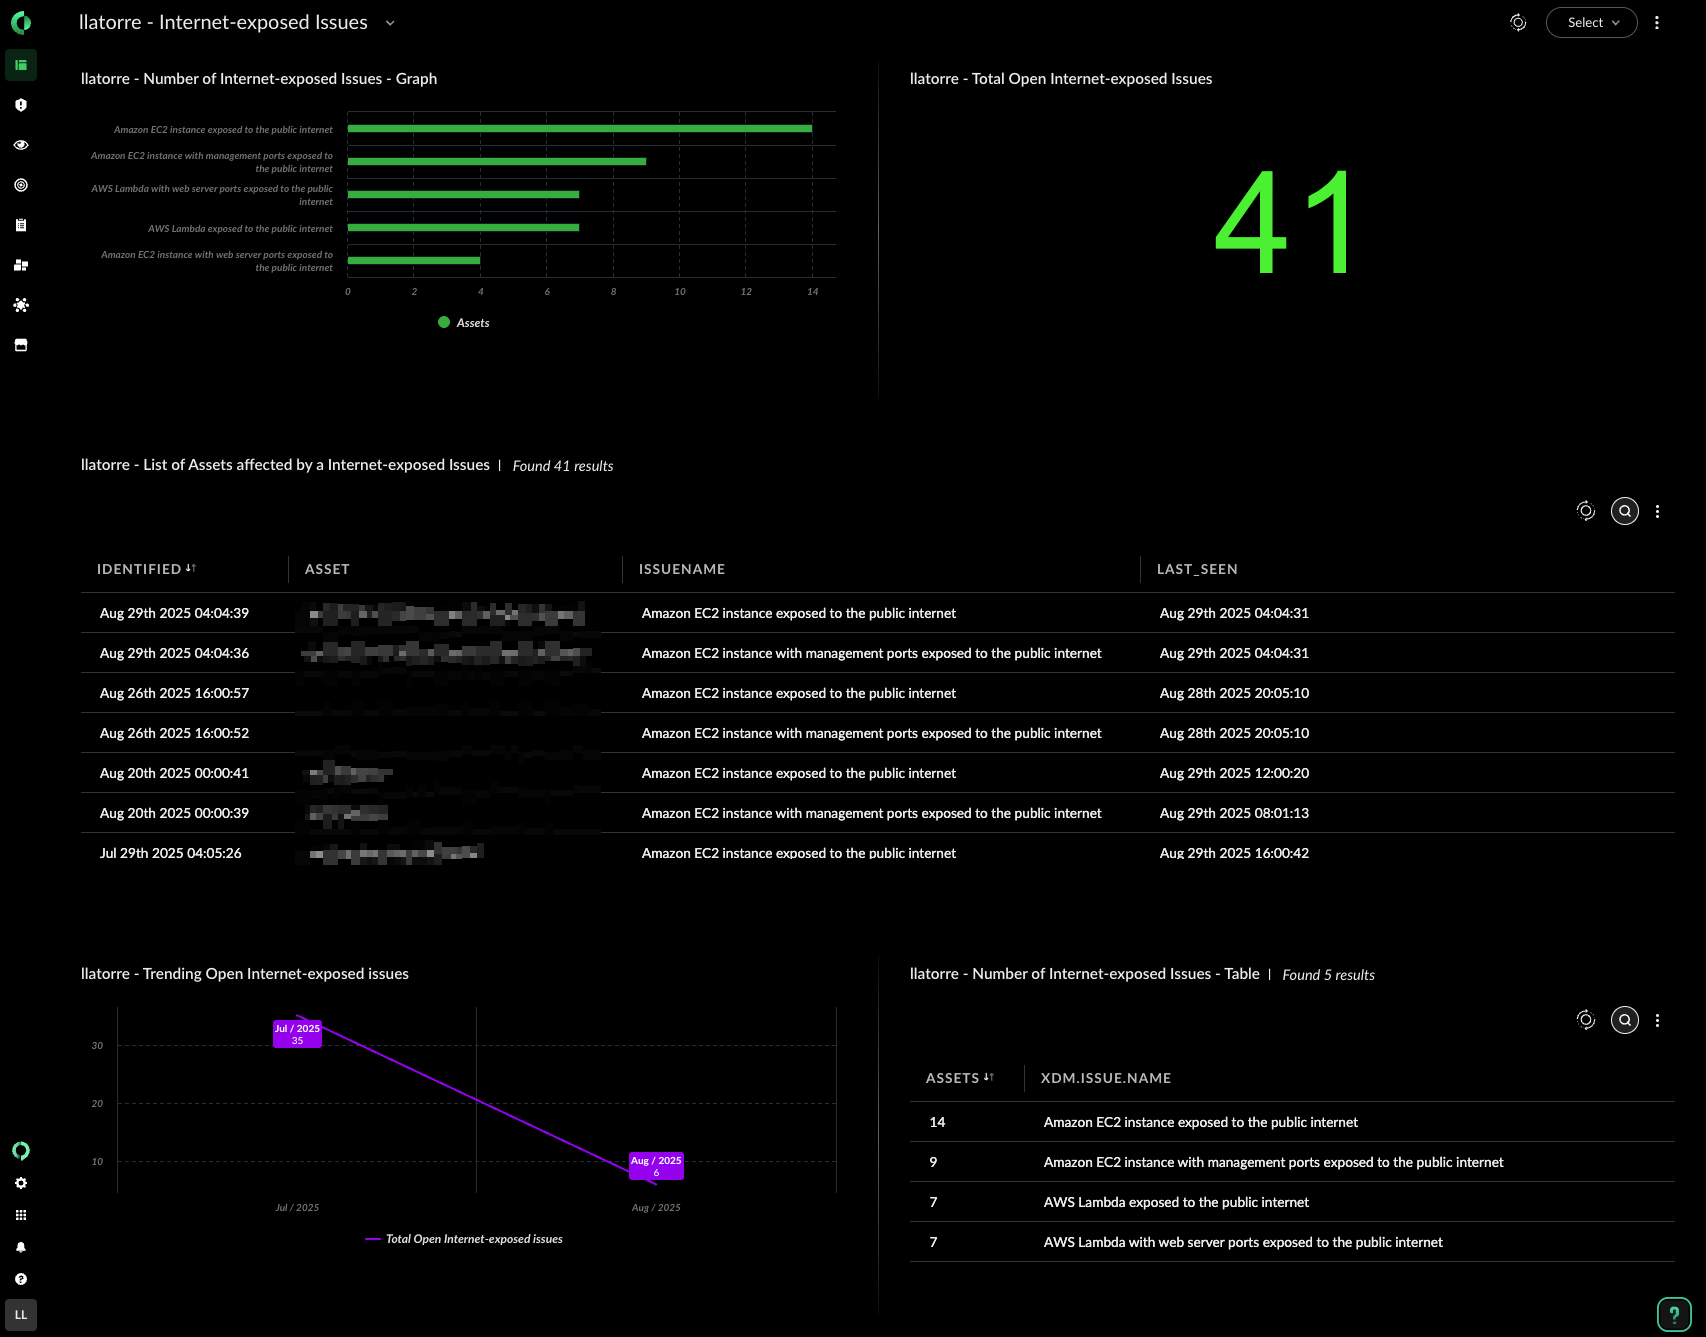 llatorre - Internet-exposed Issues
Select
llatorre - Number of Internet-exposed Issues - Graph
Amazon EC2 instance exposed to the public internet
Amazon EC2 instance with management ports exposed to
the public internet
AWS Lambda with web server ports exposed to the public
internet
AWS Lambda exposed to the public internet
Amazon EC2 instance with web server ports exposed to
the public internet
0 2 4 6 8 10 12 14
Assets
llatorre - Total Open Internet-exposed Issues
41
llatorre - List of Assets affected by a Internet-exposed Issues | Found 41 results
IDENTIFIED ASSET ISSUENAME LAST_SEEN
Aug 29th 2025 04:04:39 Amazon EC2 instance exposed to the public internet Aug 29th 2025 04:04:31
Aug 29th 2025 04:04:36 Amazon EC2 instance with management ports exposed to the public internet Aug 29th 2025 04:04:31
Aug 26th 2025 16:00:57 Amazon EC2 instance exposed to the public internet Aug 28th 2025 20:05:10
Aug 26th 2025 16:00:52 Amazon EC2 instance with management ports exposed to the public internet Aug 28th 2025 20:05:10
Aug 20th 2025 00:00:41 Amazon EC2 instance exposed to the public internet Aug 29th 2025 12:00:20
Aug 20th 2025 00:00:39 Amazon EC2 instance with management ports exposed to the public internet Aug 29th 2025 08:01:13
Jul 29th 2025 04:05:26 Amazon EC2 instance exposed to the public internet Aug 29th 2025 16:00:42
llatorre - Trending Open Internet-exposed issues
30
20
10
Jul / 2025
35
Aug / 2025
6
Jul / 2025 Aug / 2025
Total Open Internet-exposed issues
llatorre - Number of Internet-exposed Issues - Table | Found 5 results
ASSETS XDM.ISSUE.NAME
14 Amazon EC2 instance exposed to the public internet
9 Amazon EC2 instance with management ports exposed to the public internet
7 AWS Lambda exposed to the public internet
7 AWS Lambda with web server ports exposed to the public internet
LL
?